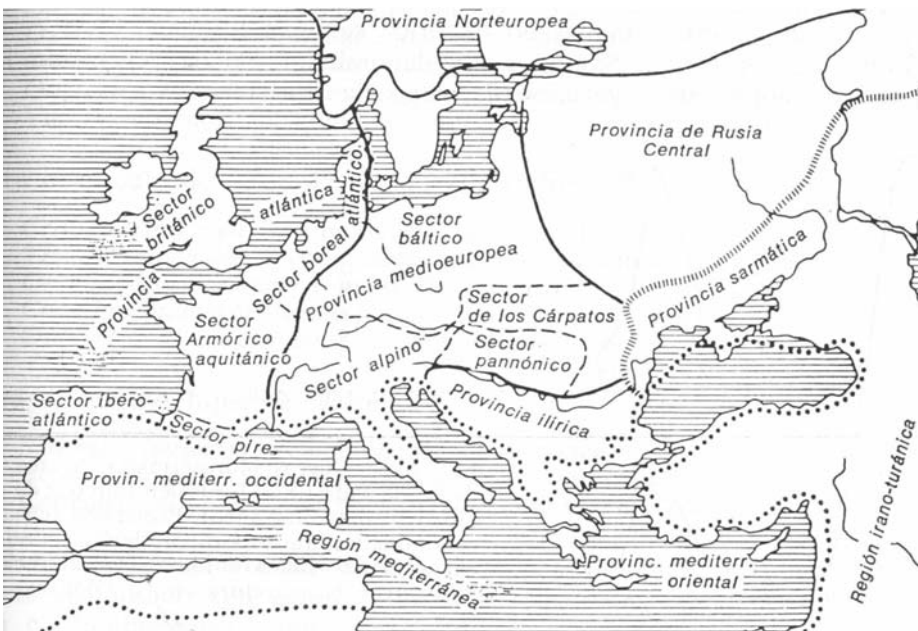 Provincia Norteuropea
Provincia de Rusia
Central
Sector
británico
atlántica
Sector boreal atlántico
Sector
báltico
Provincia medioeuropea
Provincia sarmática
Provincia
Sector
Armórico
aquitánico
Sector
de los Cárpatos
Sector
pannónico
Sector alpino
Sector ibero-
atlántico
Sector pire.
Provincia ilírica
Provin. mediterr. occidental
Región mediterránea
Provinc. mediterr.
oriental
Región irano-turánica